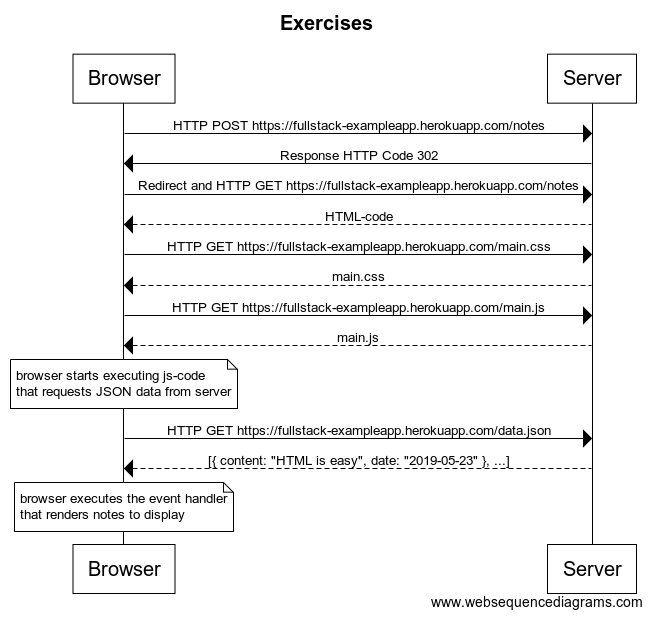 Exercises
Browser
Server
HTTP POST https://fullstack-exampleapp.herokuapp.com/notes
Response HTTP Code 302
Redirect and HTTP GET https://fullstack-exampleapp.herokuapp.com/notes
HTML-code
HTTP GET https://fullstack-exampleapp.herokuapp.com/main.css
main.css
HTTP GET https://fullstack-exampleapp.herokuapp.com/main.js
main.js
browser starts executing js-code
that requests JSON data from server
HTTP GET https://fullstack-exampleapp.herokuapp.com/data.json
[{ content: "HTML is easy", date: "2019-05-23" }, ...]
browser executes the event handler
that renders notes to display
Browser
Server
www.websequencediagrams.com